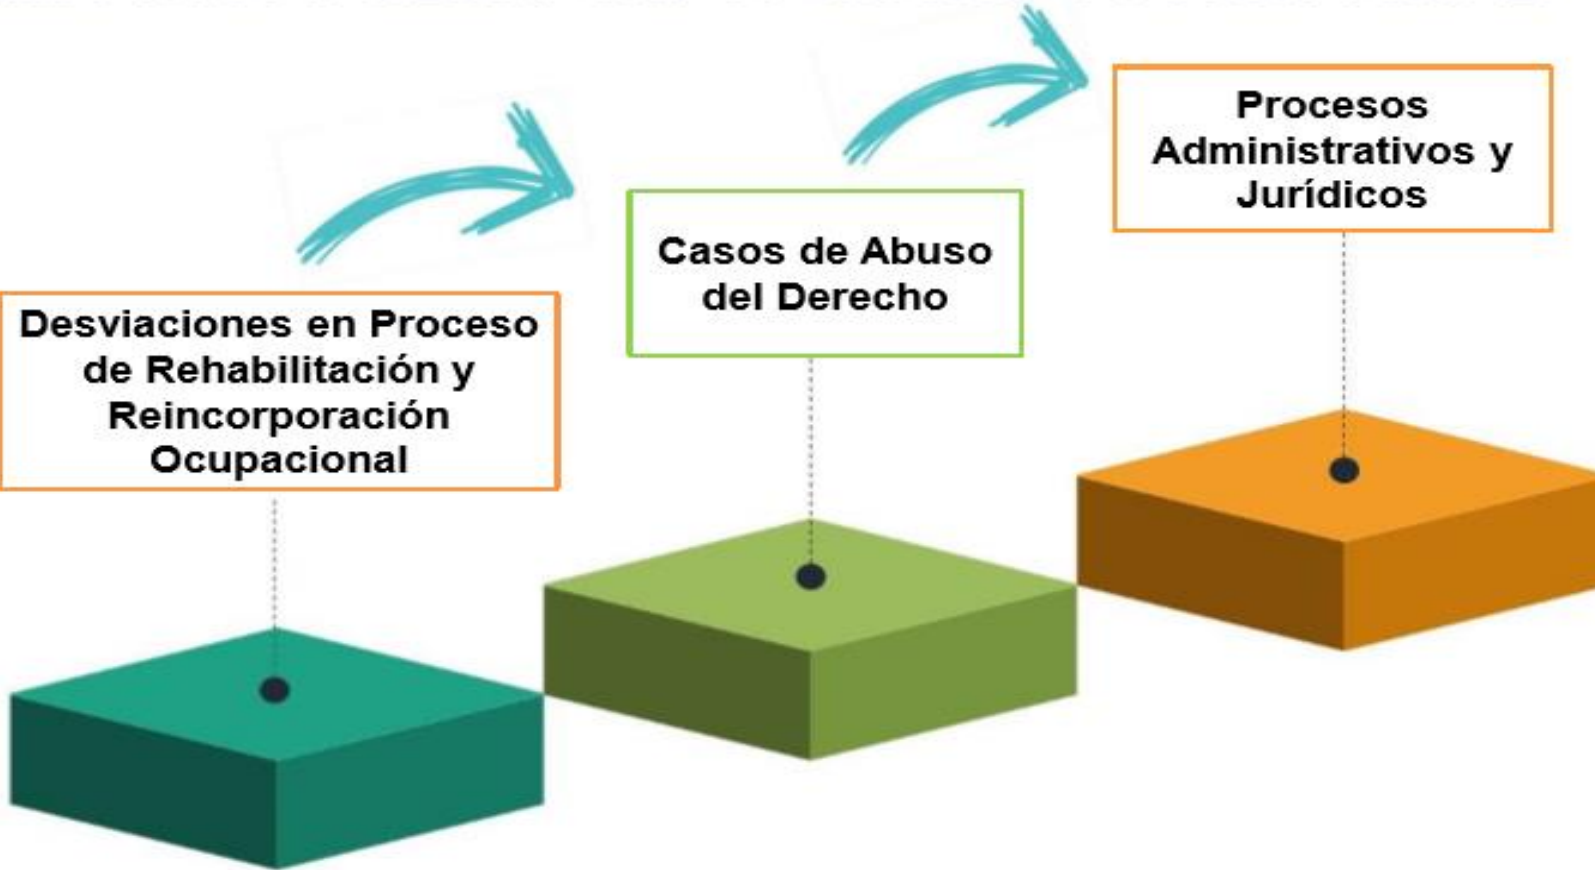 Desviaciones en Proceso
de Rehabilitación y
Reincorporación
Ocupacional
Casos de Abuso
del Derecho
Procesos
Administrativos y
Jurídicos